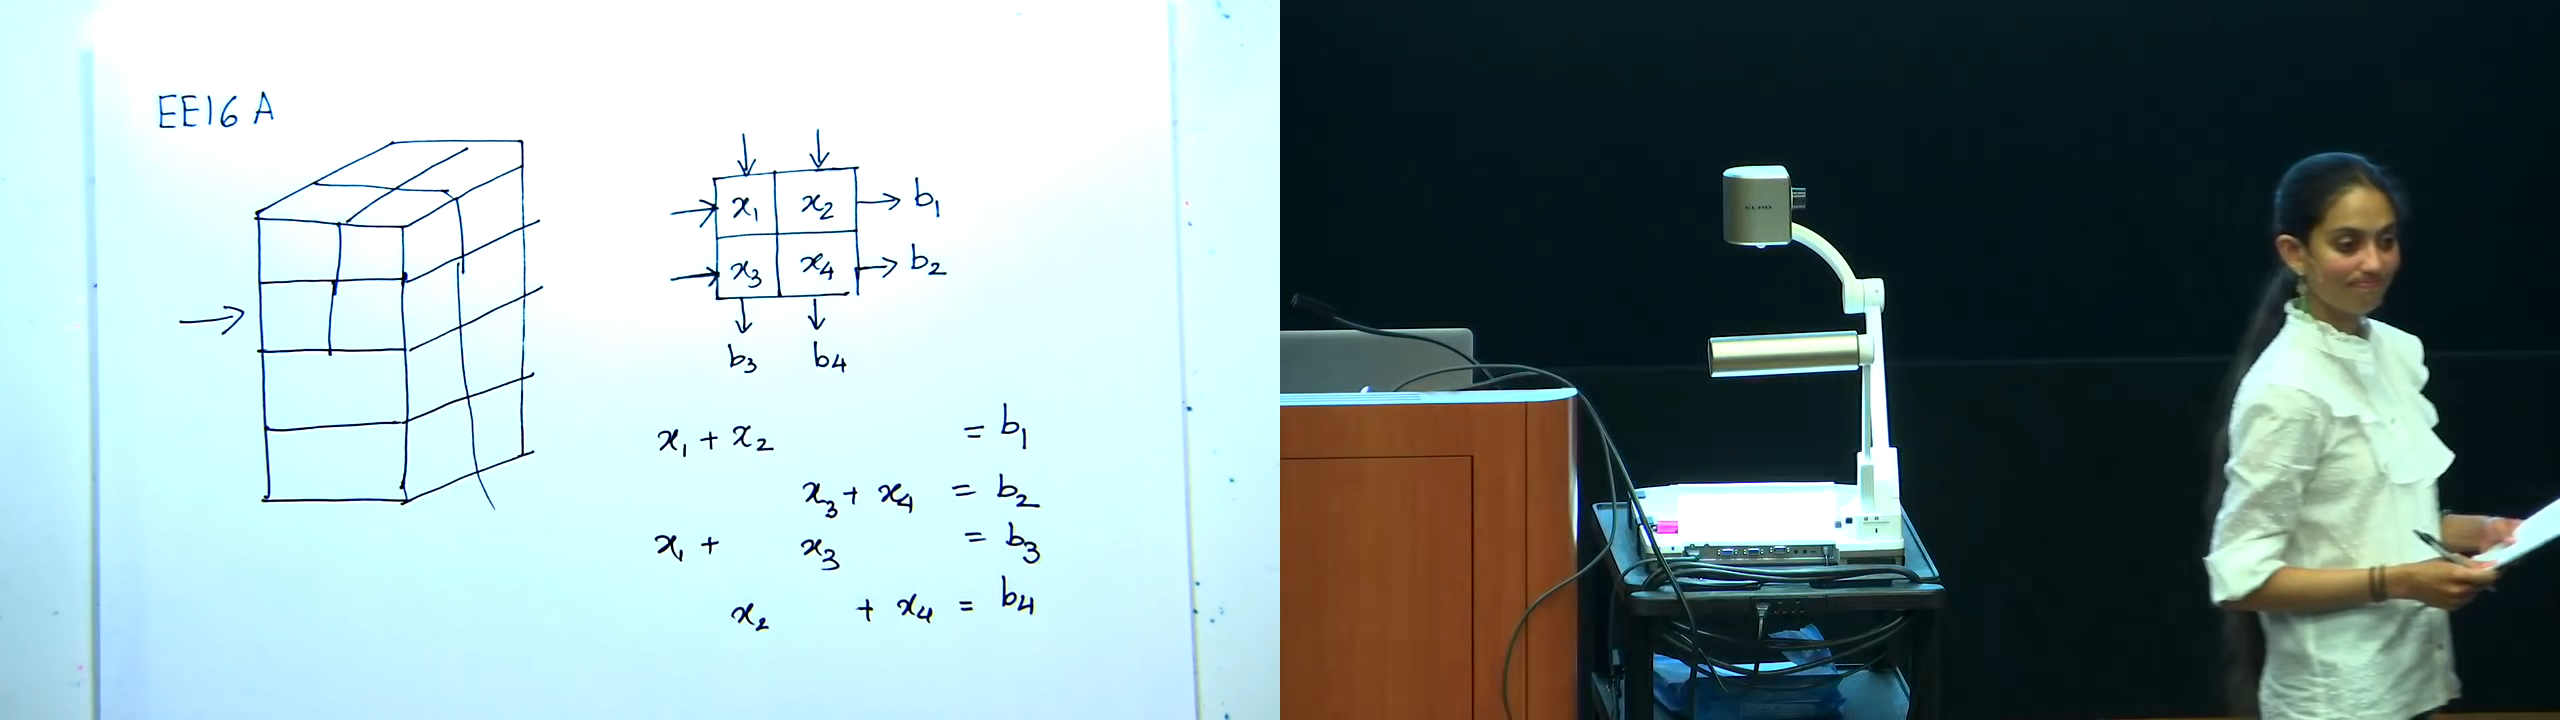 EE16A
x₁ x₂ → b₁
x₃ x₄ → b₂
b₃ b₄
x₁ + x₂ = b₁
x₃ + x₄ = b₂
x₁ + x₃ = b₃
x₂ + x₄ = b₄
ELMO